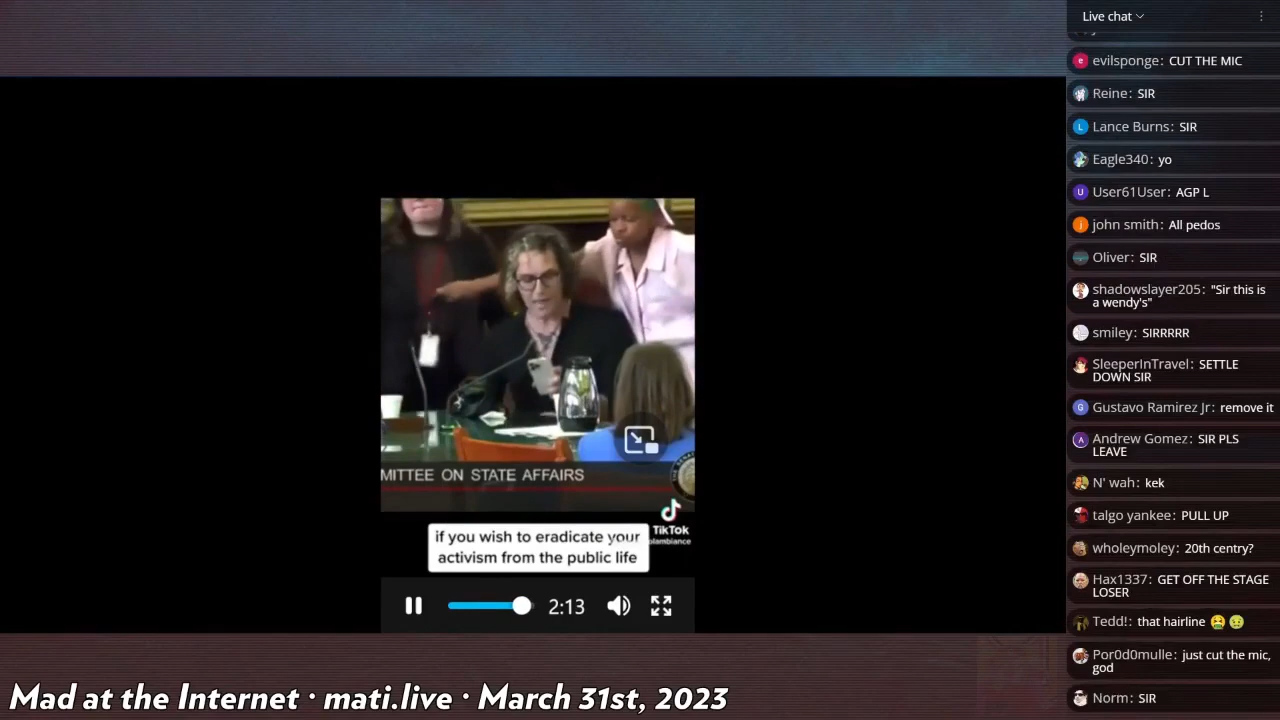 Live chat
evilsponge: CUT THE MIC
Reine: SIR
Lance Burns: SIR
Eagle340: yo
User61User: AGP L
john smith: All pedos
Oliver: SIR
shadowslayer205: "Sir this is
a wendy's"
smiley: SIRRRRR
SleeperInTravel: SETTLE
DOWN SIR
Gustavo Ramirez Jr: remove it
Andrew Gomez: SIR PLS
LEAVE
N' wah: kek
talgo yankee: PULL UP
wholeymoley: 20th centry?
Hax1337: GET OFF THE STAGE
LOSER
Tedd!: that hairline 🤮 🤢
Por0d0mulle: just cut the mic,
god
Norm: SIR
MITTEE ON STATE AFFAIRS
TikTok
olambiance
if you wish to eradicate your
activism from the public life
2:13
Mad at the Internet · mati.live · March 31st, 2023